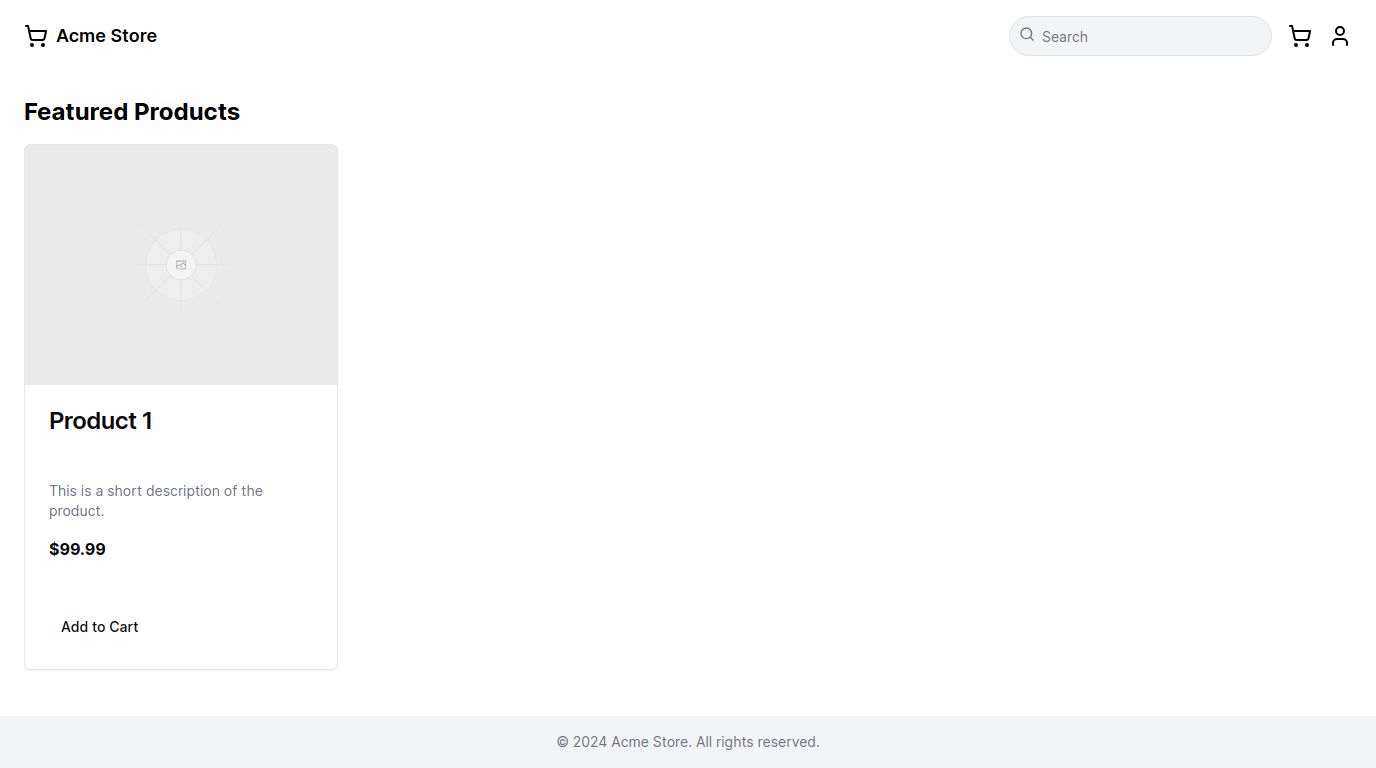 Acme Store
Search
Featured Products
Product 1
This is a short description of the
product.
$99.99
Add to Cart
© 2024 Acme Store. All rights reserved.